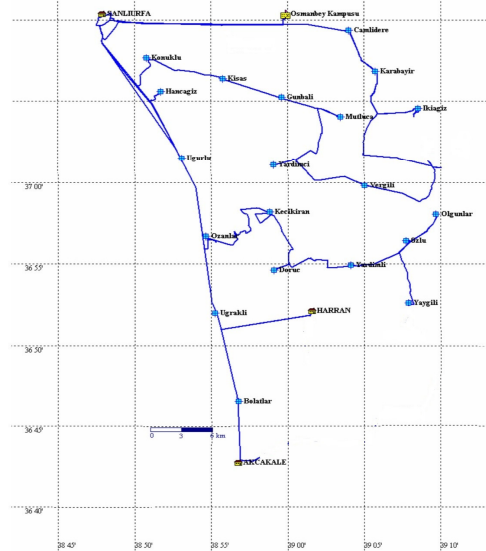 SANLIURFA
Osmanbey Kampusu
Camlidere
Konuklu
Karabayir
Kisas
Hancagiz
Gunbali
Ikiagiz
Mutluca
Ugurlu
Yardimci
37 00'
Vergili
Kecikiran
Olgunlar
Ozanlar
Ozlu
36 55'
Doruc
Yardimli
Yaygili
Ugrakli
HARRAN
36 50'
Bolatlar
36 45'
0 3 6 km
AKCAKALE
36 40'
38 45' 38 50' 38 55' 39 00' 39 05' 39 10'